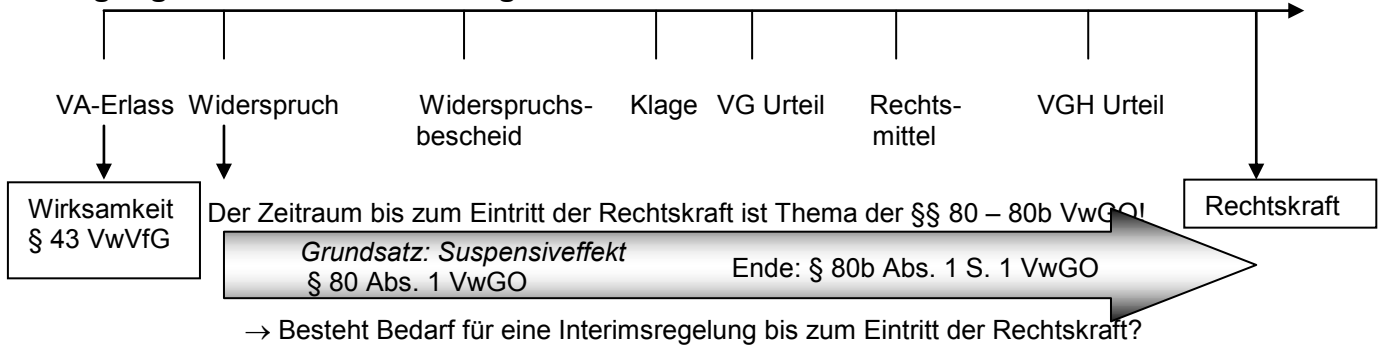 VA-Erlass Widerspruch Widerspruchs- Klage VG Urteil Rechts- VGH Urteil
bescheid mittel
Wirksamkeit
§ 43 VwVfG
Der Zeitraum bis zum Eintritt der Rechtskraft ist Thema der §§ 80 – 80b VwGO!
Rechtskraft
Grundsatz: Suspensiveffekt
§ 80 Abs. 1 VwGO
Ende: § 80b Abs. 1 S. 1 VwGO
→ Besteht Bedarf für eine Interimsregelung bis zum Eintritt der Rechtskraft?